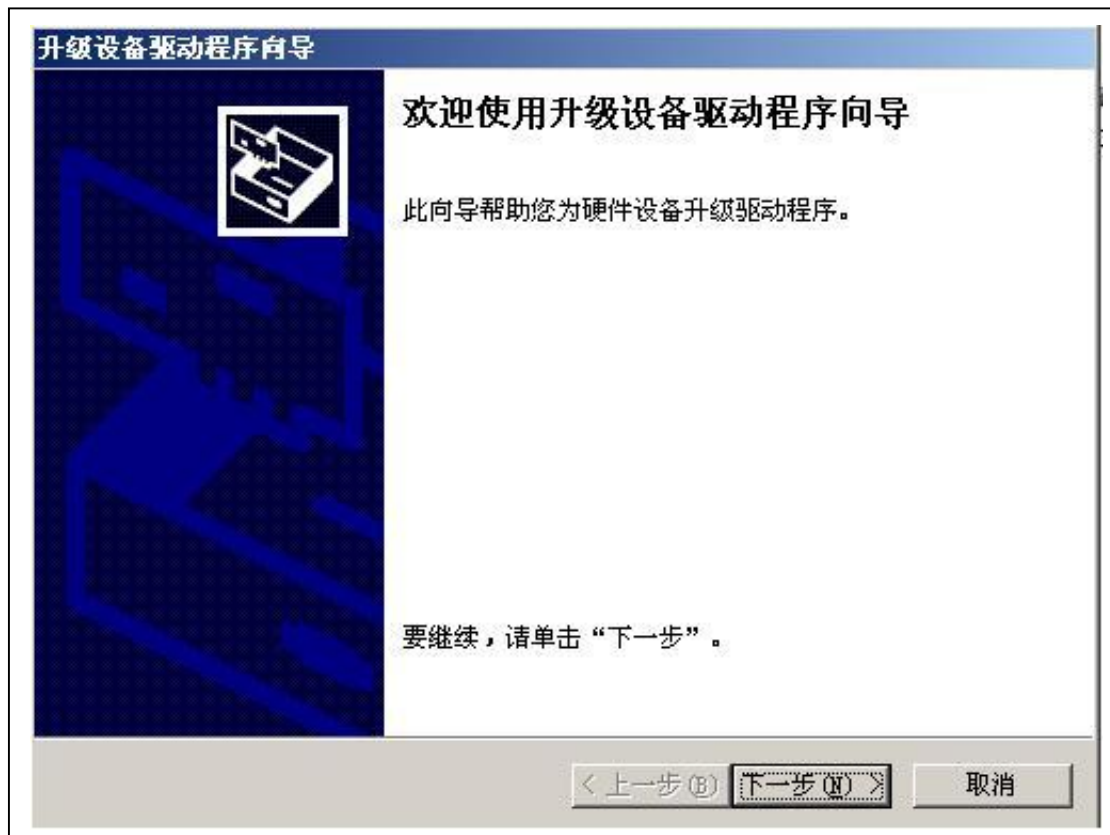 升级设备驱动程序向导
欢迎使用升级设备驱动程序向导
此向导帮助您为硬件设备升级驱动程序。
要继续，请单击“下一步”。
< 上一步(B) 下一步(N) > 取消